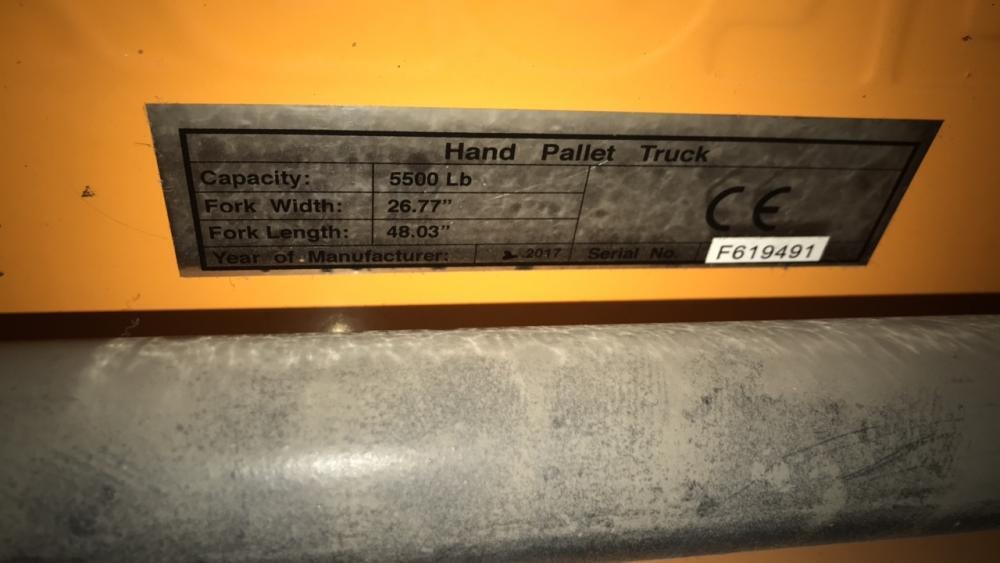 Hand Pallet Truck
Capacity: 5500 Lb
Fork Width: 26.77”
Fork Length: 48.03”
CE
Year of Manufacturer: 2017 Serial No. F619491